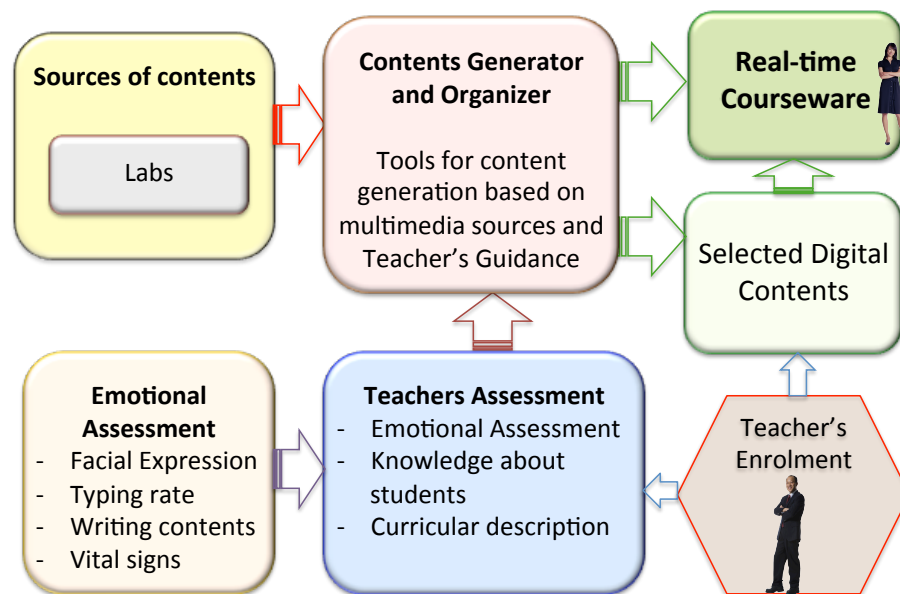 Sources of contents
Labs
Contents Generator
and Organizer
Tools for content
generation based on
multimedia sources and
Teacher's Guidance
Real-time
Courseware
Selected Digital
Contents
Emotional
Assessment
- Facial Expression
- Typing rate
- Writing contents
- Vital signs
Teachers Assessment
- Emotional Assessment
- Knowledge about
students
- Curricular description
Teacher's
Enrolment